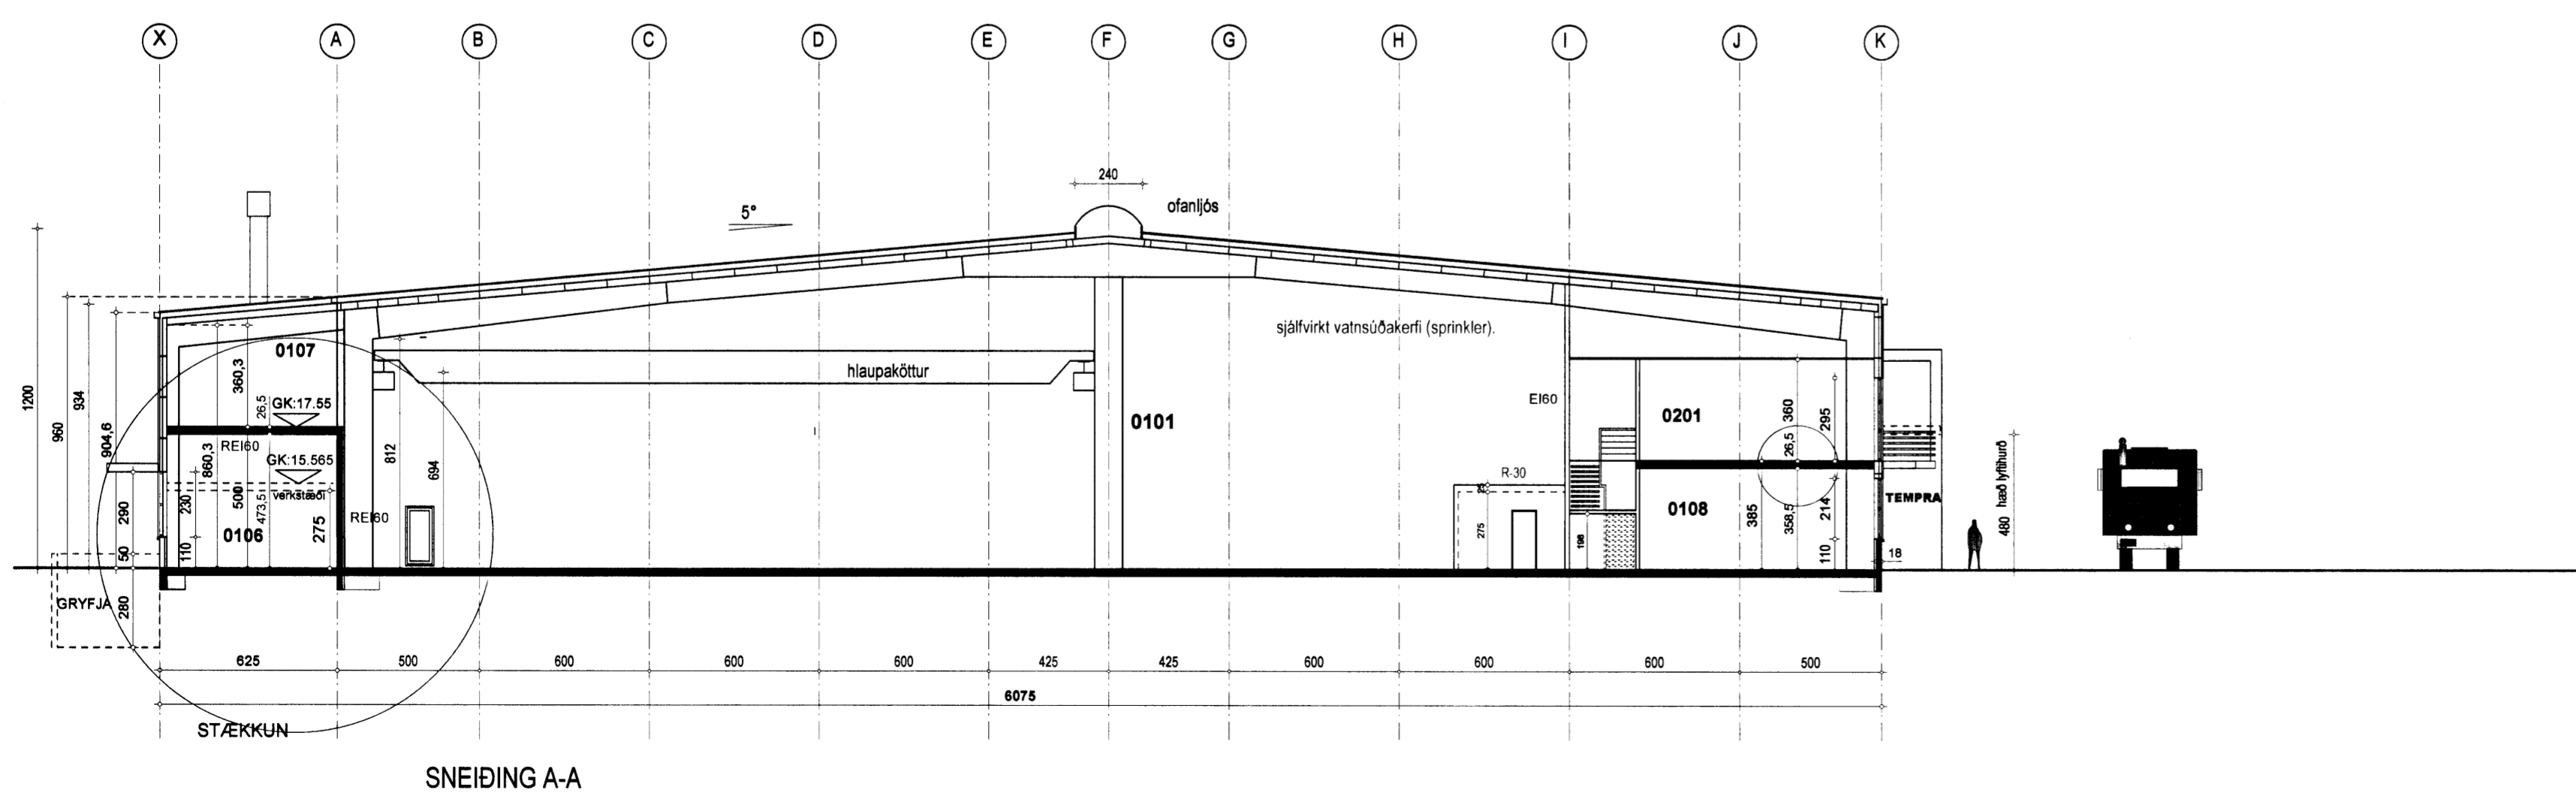 X A B C D E F G H I J K
240
5°
ofanljós
1200
960
934
904,6
sjálfvirkt vatnsúðakerfi (sprinkler).
0107
360,3
26,5
GK:17.55
REI60
GK:15.565
860,3
500
473,5
verkstæði
230
110
0106
275
290
50
280
GRYFJA
REI60
812
694
hlaupaköttur
0101
EI60
R-30
275
198
0201
360
26,5
295
0108
385
358,5
214
110
TEMPRA
18
480 hæð lyftihurð
625 500 600 600 600 425 425 600 600 600 500
6075
STÆKKUN
SNEIÐING A-A